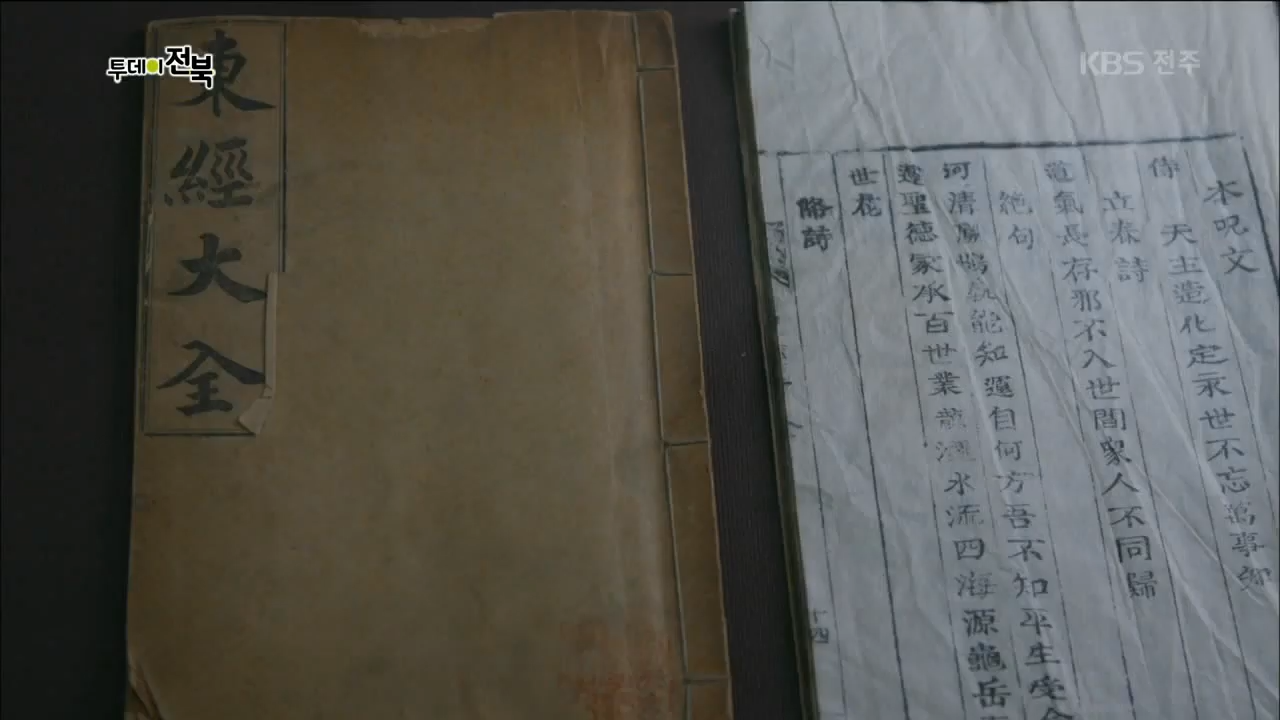 투데이전북
KBS 전주
東經大全
本呪文
侍 天主造化定永世不忘萬事
立春詩
道氣長存邪不入世間衆人不同歸
絶句
河清鳳鳴孰能知運自何方吾不知平生受
運聖德家承百世業龍潭水流四海源龜岳
世花
降詩
十四